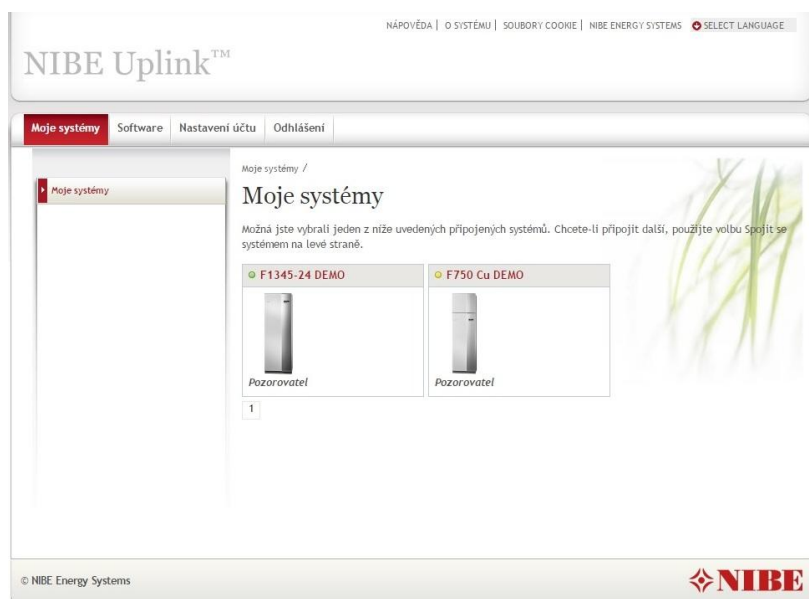 NÁPOVĚDA | O SYSTÉMU | SOUBORY COOKIE | NIBE ENERGY SYSTEMS SELECT LANGUAGE
NIBE Uplink™
Moje systémy Software Nastavení účtu Odhlášení
Moje systémy
Moje systémy /
Moje systémy
Možná jste vybrali jeden z níže uvedených připojených systémů. Chcete-li připojit další, použijte volbu Spojit se
systémem na levé straně.
F1345-24 DEMO
F750 Cu DEMO
Pozorovatel
Pozorovatel
1
© NIBE Energy Systems
NIBE